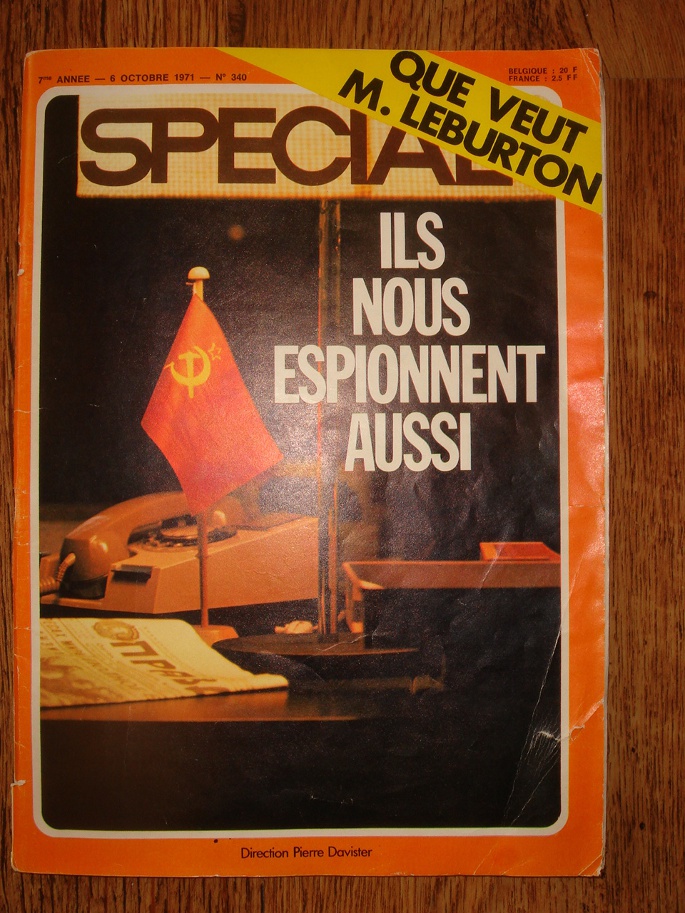 7me ANNEE — 6 OCTOBRE 1971 — N° 340
BELGIQUE : 20 F
FRANCE : 2.5 FF
QUE VEUT
M. LEBURTON
SPECIAL
ILS
NOUS
ESPIONNENT
AUSSI
ПРАВ
Direction Pierre Davister